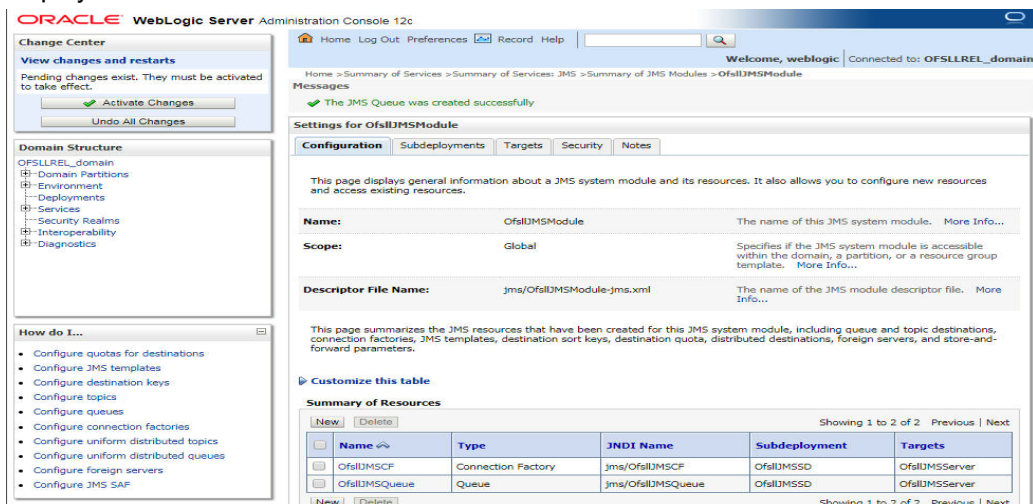 ORACLE WebLogic Server Administration Console 12c
Change Center
View changes and restarts
Pending changes exist. They must be activated
to take effect.
Activate Changes
Undo All Changes
Domain Structure
OFSLLREL_domain
Domain Partitions
Environment
Deployments
Services
Security Realms
Interoperability
Diagnostics
How do I...
Configure quotas for destinations
Configure JMS templates
Configure destination keys
Configure topics
Configure queues
Configure connection factories
Configure uniform distributed topics
Configure uniform distributed queues
Configure foreign servers
Configure JMS SAF
Home Log Out Preferences Record Help
Welcome, weblogic Connected to: OFSLLREL_domain
Home >Summary of Services >Summary of Services: JMS >Summary of JMS Modules >OfsllJMSModule
Messages
The JMS Queue was created successfully
Settings for OfsllJMSModule
Configuration Subdeployments Targets Security Notes
This page displays general information about a JMS system module and its resources. It also allows you to configure new resources
and access existing resources.
Name: OfsllJMSModule The name of this JMS system module. More Info...
Scope: Global Specifies if the JMS system module is accessible
within the domain, a partition, or a resource group
template. More Info...
Descriptor File Name: jms/OfsllJMSModule-jms.xml The name of the JMS module descriptor file. More
Info...
This page summarizes the JMS resources that have been created for this JMS system module, including queue and topic destinations,
connection factories, JMS templates, destination sort keys, destination quota, distributed destinations, foreign servers, and store-and-
forward parameters.
Customize this table
Summary of Resources
New Delete Showing 1 to 2 of 2 Previous | Next
Name Type JNDI Name Subdeployment Targets
OfsllJMSCF Connection Factory jms/OfsllJMSCF OfsllJMSSD OfsllJMSServer
OfsllJMSQueue Queue jms/OfsllJMSQueue OfsllJMSSD OfsllJMSServer
New Delete Showing 1 to 2 of 2 Previous | Next